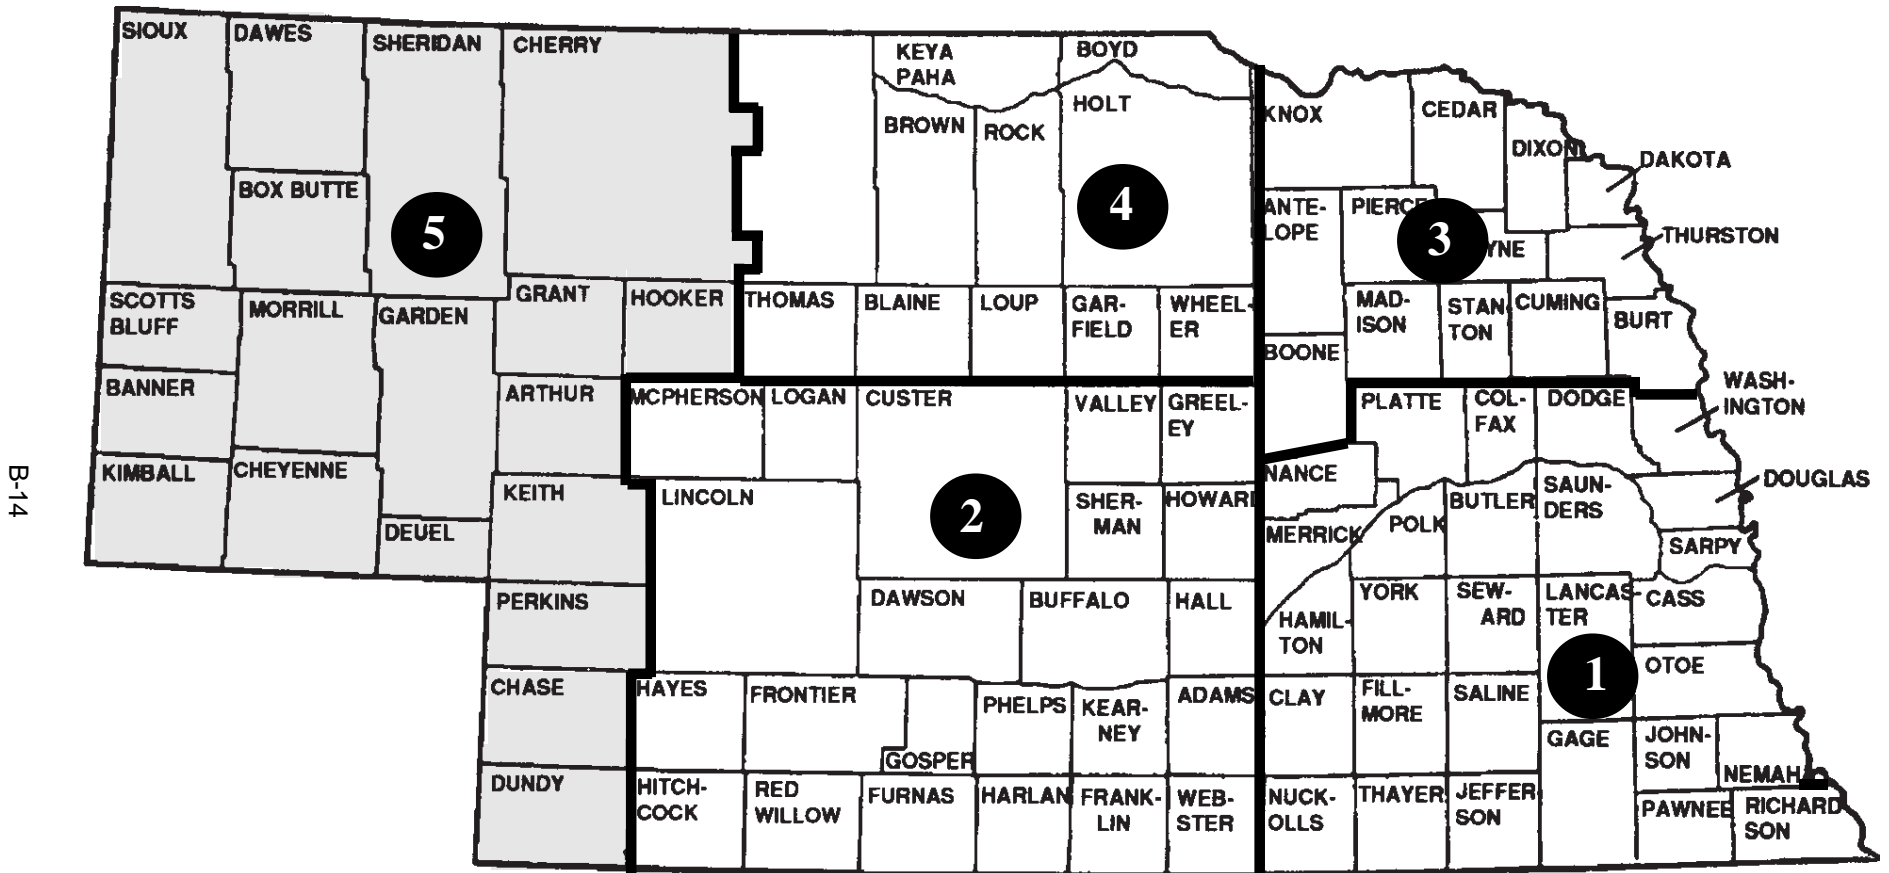 SIOUX
DAWES
SHERIDAN
CHERRY
KEYA
PAHA
BOYD
HOLT
BROWN
ROCK
KNOX
CEDAR
DIXON
DAKOTA
BOX BUTTE
5
4
ANTE-
LOPE
PIERCE
3
YNE
THURSTON
SCOTTS
BLUFF
MORRILL
GARDEN
GRANT
HOOKER
THOMAS
BLAINE
LOUP
GAR-
FIELD
WHEEL-
ER
MAD-
ISON
STAN-
TON
CUMING
BURT
BOONE
BANNER
ARTHUR
MCPHERSON
LOGAN
CUSTER
VALLEY
GREEL-
EY
PLATTE
COL-
FAX
DODGE
WASH-
INGTON
KIMBALL
CHEYENNE
KEITH
LINCOLN
2
SHER-
MAN
HOWARD
NANCE
MERRICK
POLK
BUTLER
SAUN-
DERS
DOUGLAS
SARPY
DEUEL
PERKINS
DAWSON
BUFFALO
HALL
HAMIL-
TON
YORK
SEW-
ARD
LANCAS-
TER
CASS
1
OTOE
CHASE
HAYES
FRONTIER
GOSPER
PHELPS
KEAR-
NEY
ADAMS
CLAY
FILL-
MORE
SALINE
GAGE
JOHN-
SON
NEMAH
DUNDY
HITCH-
COCK
RED
WILLOW
FURNAS
HARLAN
FRANK-
LIN
WEB-
STER
NUCK-
OLLS
THAYER
JEFFER
SON
PAWNEE
RICHARD
SON
B-14